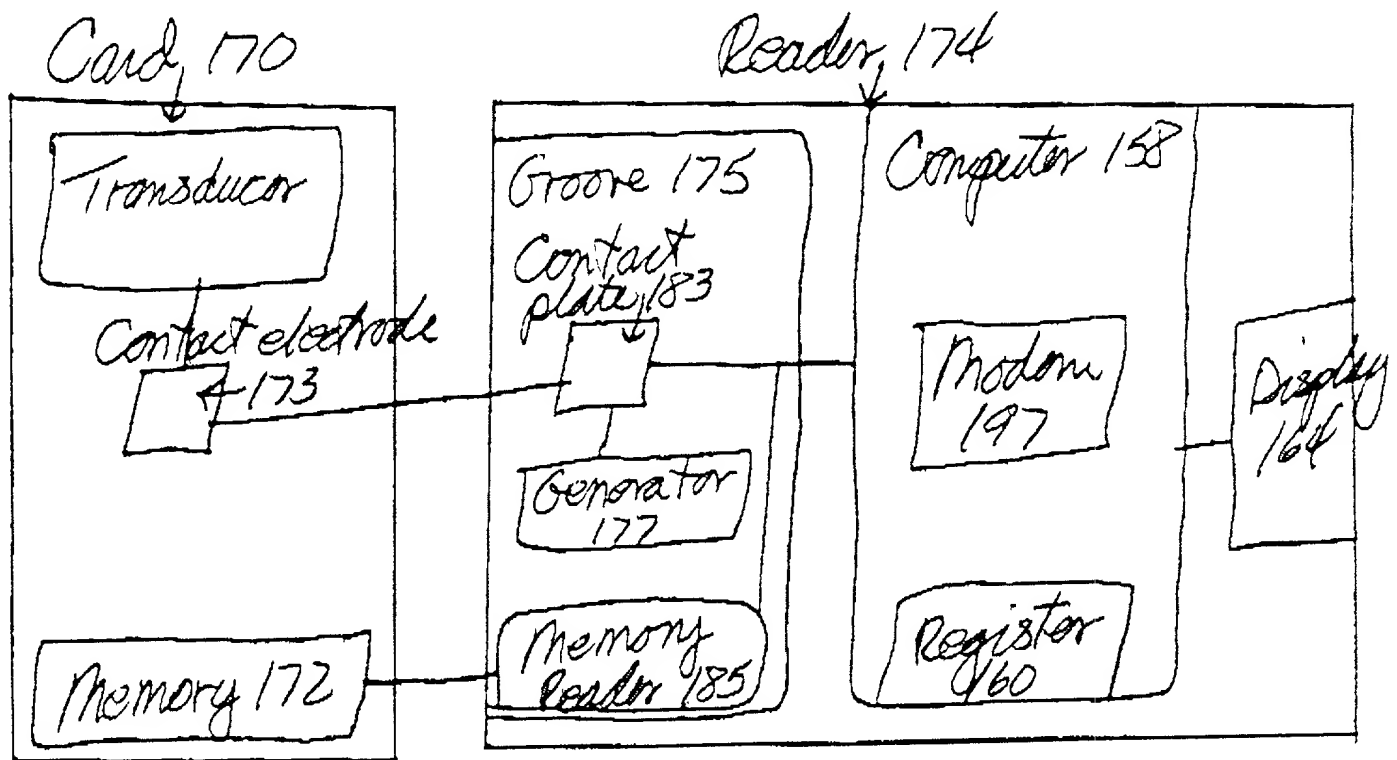 Card, 170
Transducor
Contact electrode
173
Memory 172
Reader, 174
Groove 175
Contact
plate, 183
Generator
177
Memory
Reader 185
Computer 158
Modem
197
Register
160
Display
164